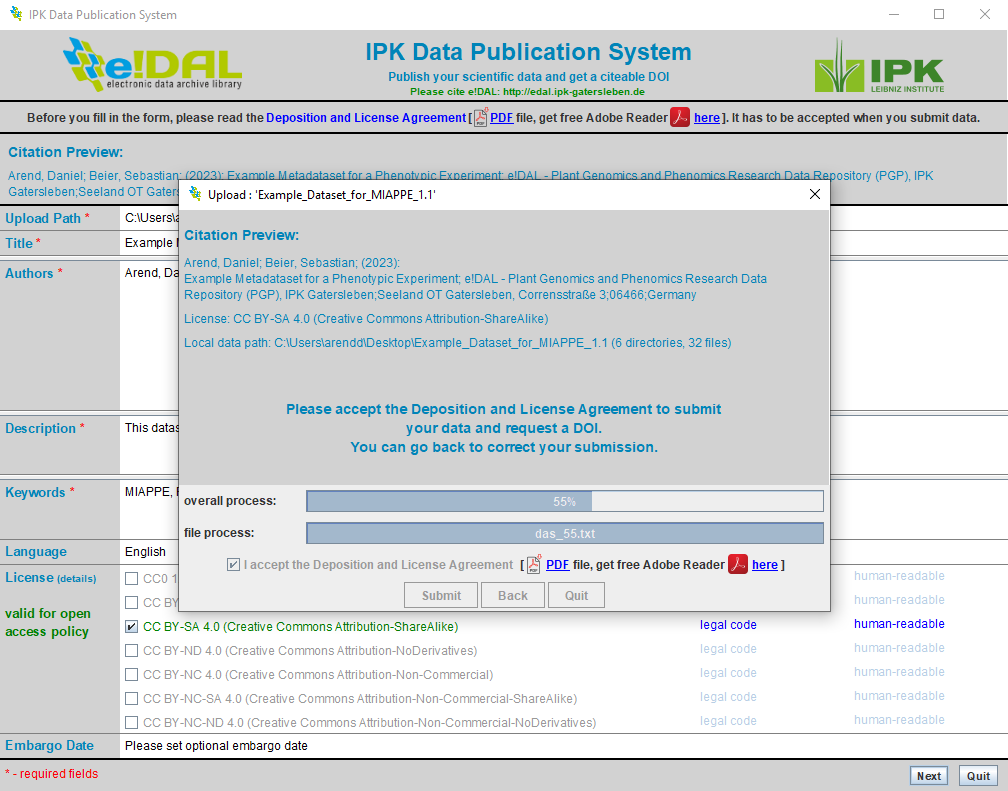 IPK Data Publication System
e!DAL
electronic data archive library
IPK Data Publication System
Publish your scientific data and get a citeable DOI
Please cite e!DAL: http://edal.ipk-gatersleben.de
IPK
LEIBNIZ INSTITUTE
Before you fill in the form, please read the Deposition and License Agreement [ PDF file, get free Adobe Reader here ]. It has to be accepted when you submit data.
Citation Preview:
Arend, Daniel; Beier, Sebastian; (2023): Example Metadataset for a Phenotypic Experiment; e!DAL - Plant Genomics and Phenomics Research Data Repository (PGP), IPK
Gatersleben;Seeland OT Gaters
Upload Path *
C:\Users\a
Title *
Example
Authors *
Arend, Da
Description *
This datas
Keywords *
MIAPPE,
Language
English
License (details)
valid for open
access policy
CC0 1
CC BY
human-readable
human-readable
CC BY-SA 4.0 (Creative Commons Attribution-ShareAlike) legal code human-readable
CC BY-ND 4.0 (Creative Commons Attribution-NoDerivatives) legal code human-readable
CC BY-NC 4.0 (Creative Commons Attribution-Non-Commercial) legal code human-readable
CC BY-NC-SA 4.0 (Creative Commons Attribution-Non-Commercial-ShareAlike) legal code human-readable
CC BY-NC-ND 4.0 (Creative Commons Attribution-Non-Commercial-NoDerivatives) legal code human-readable
Embargo Date
Please set optional embargo date
* - required fields
Next
Quit
Upload : 'Example_Dataset_for_MIAPPE_1.1'
Citation Preview:
Arend, Daniel; Beier, Sebastian; (2023):
Example Metadataset for a Phenotypic Experiment; e!DAL - Plant Genomics and Phenomics Research Data
Repository (PGP), IPK Gatersleben;Seeland OT Gatersleben, Corrensstraße 3;06466;Germany
License: CC BY-SA 4.0 (Creative Commons Attribution-ShareAlike)
Local data path: C:\Users\arendd\Desktop\Example_Dataset_for_MIAPPE_1.1 (6 directories, 32 files)
Please accept the Deposition and License Agreement to submit
your data and request a DOI.
You can go back to correct your submission.
overall process: 55%
file process: das_55.txt
I accept the Deposition and License Agreement [ PDF file, get free Adobe Reader here ]
Submit
Back
Quit